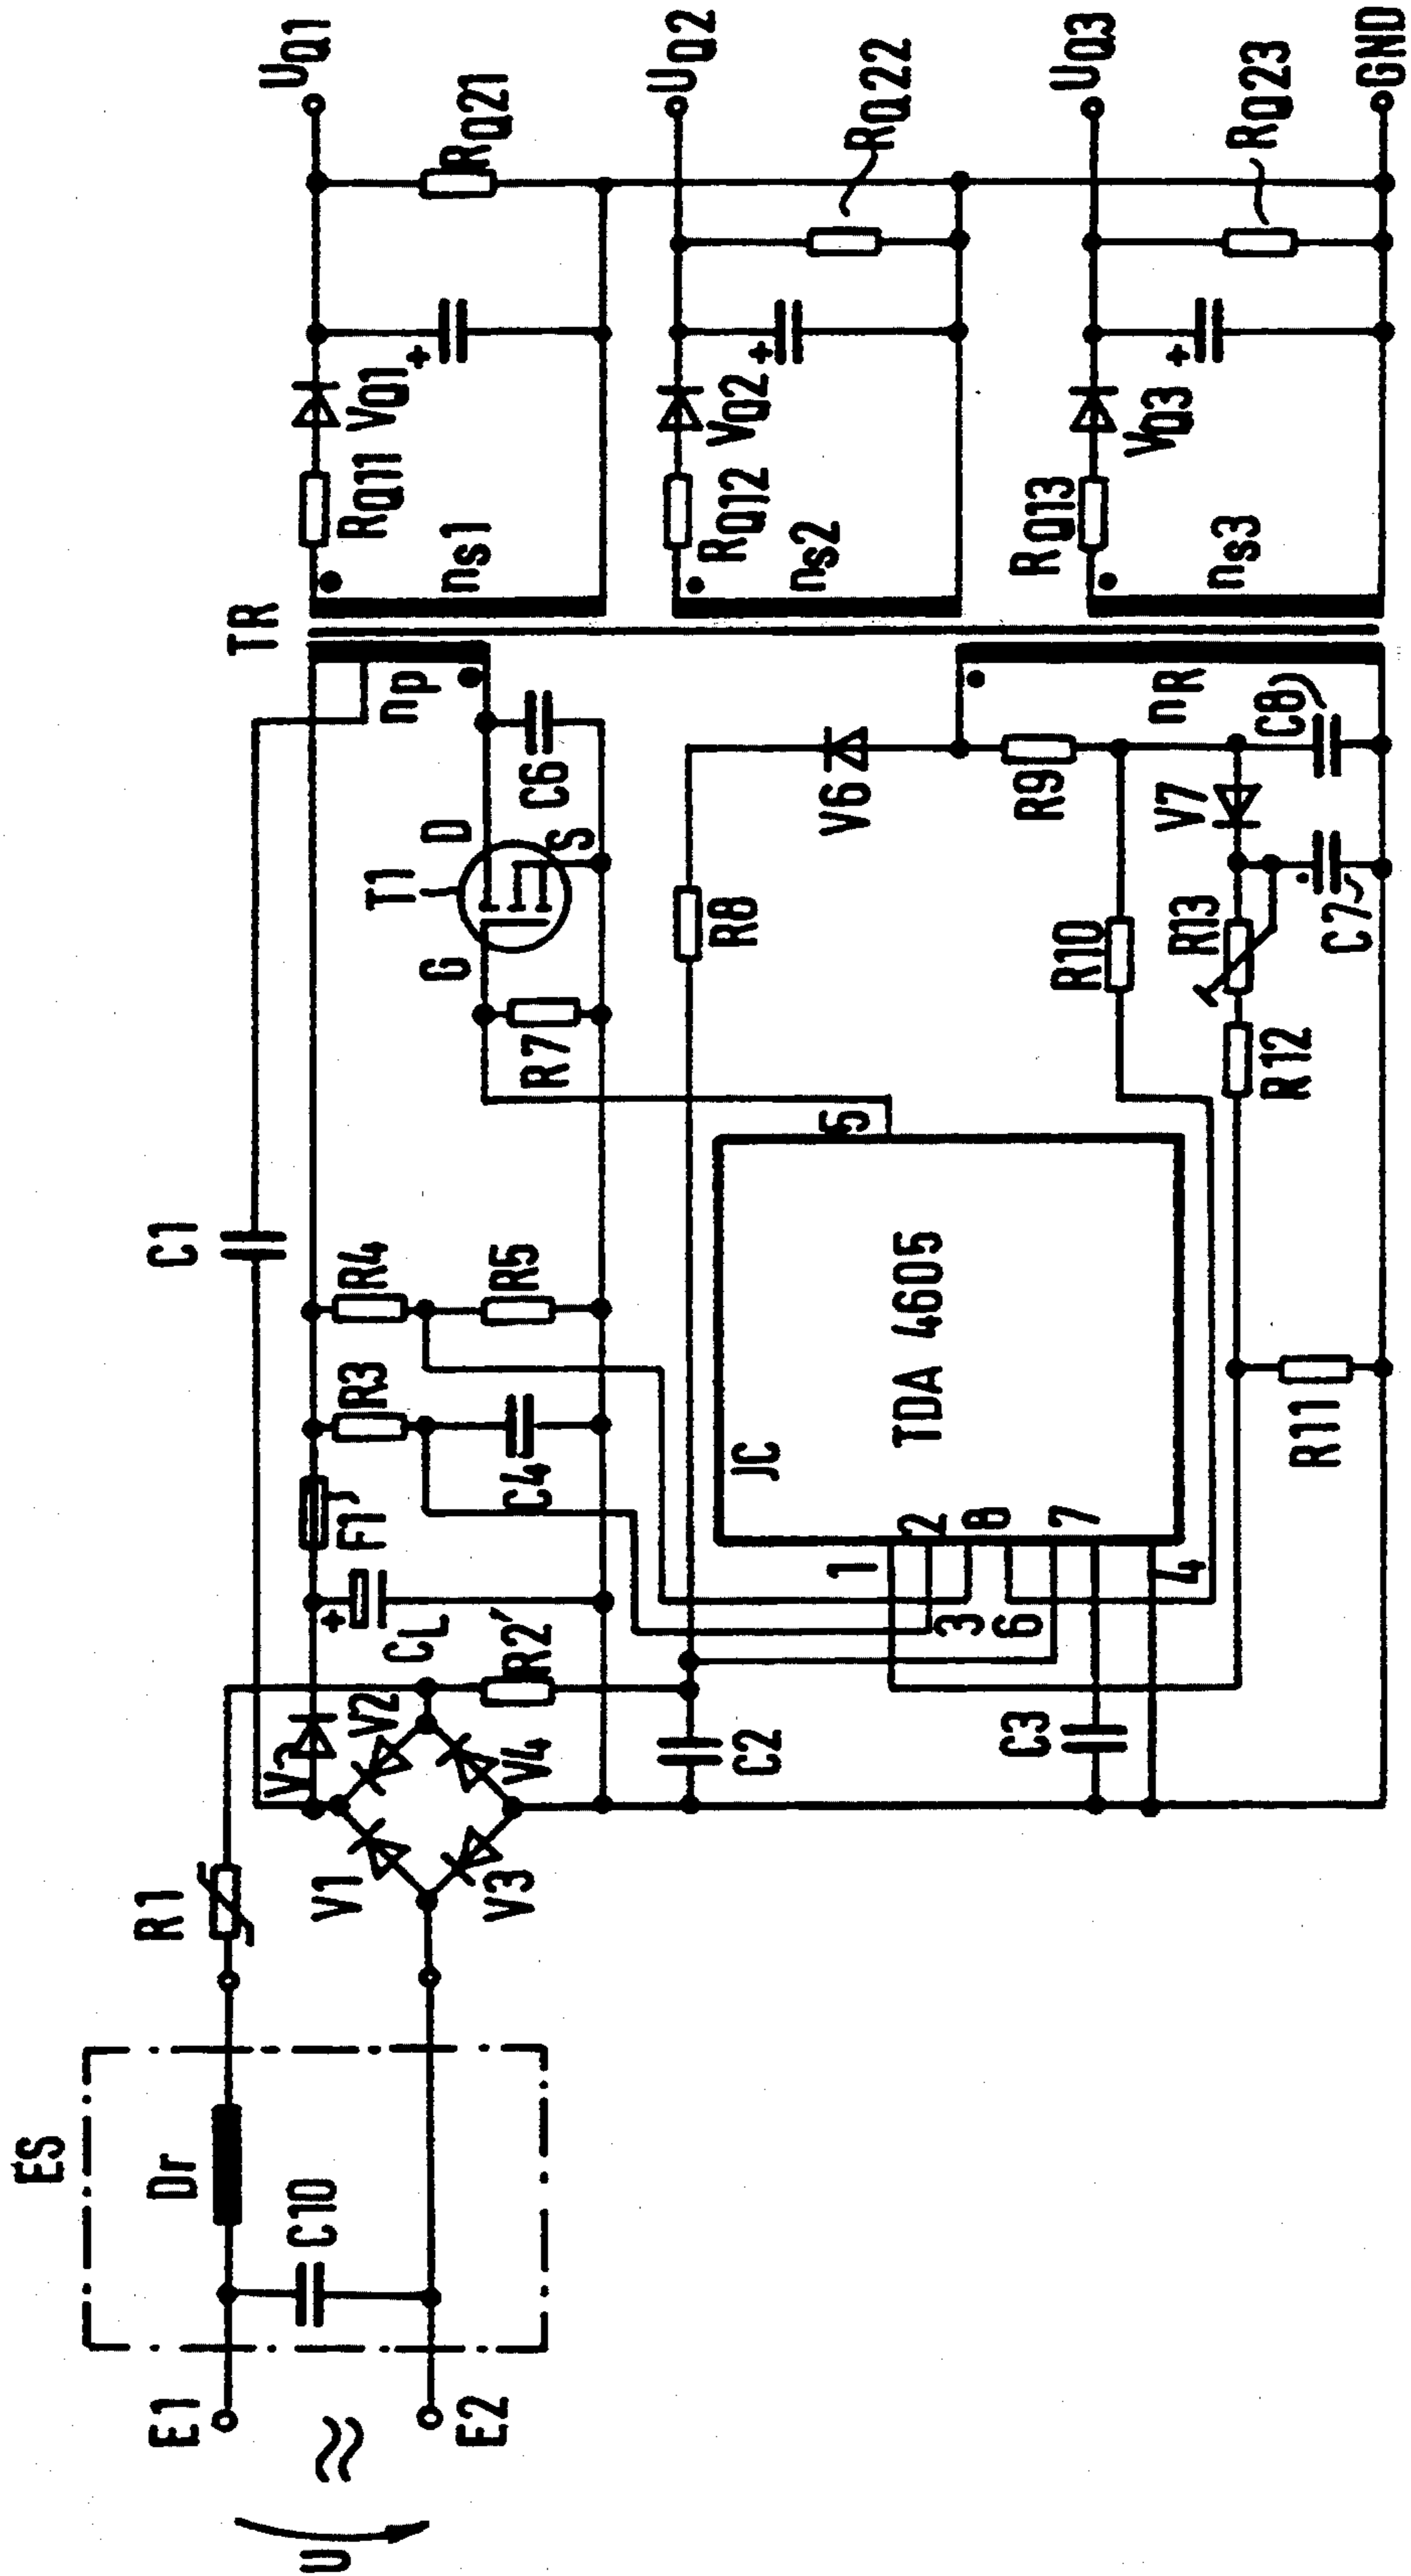 ES
E1
E2
U
≈
Dr
C10
R1
V1
V2
V3
V4
C1
CL
F1
R2'
R3
R4
C4
R5
T1
G
D
S
R7
C6
TR
np
UQ1
RQ11
VQ1
ns1
RQ21
UQ2
RQ12
VQ2
ns2
RQ22
UQ3
RQ13
VQ3
ns3
RQ23
GND
C2
C3
JC
TDA 4605
1
2
3
8
6
7
4
5
R8
V6
nR
R9
R10
C8
V7
R13
C7
R12
R11